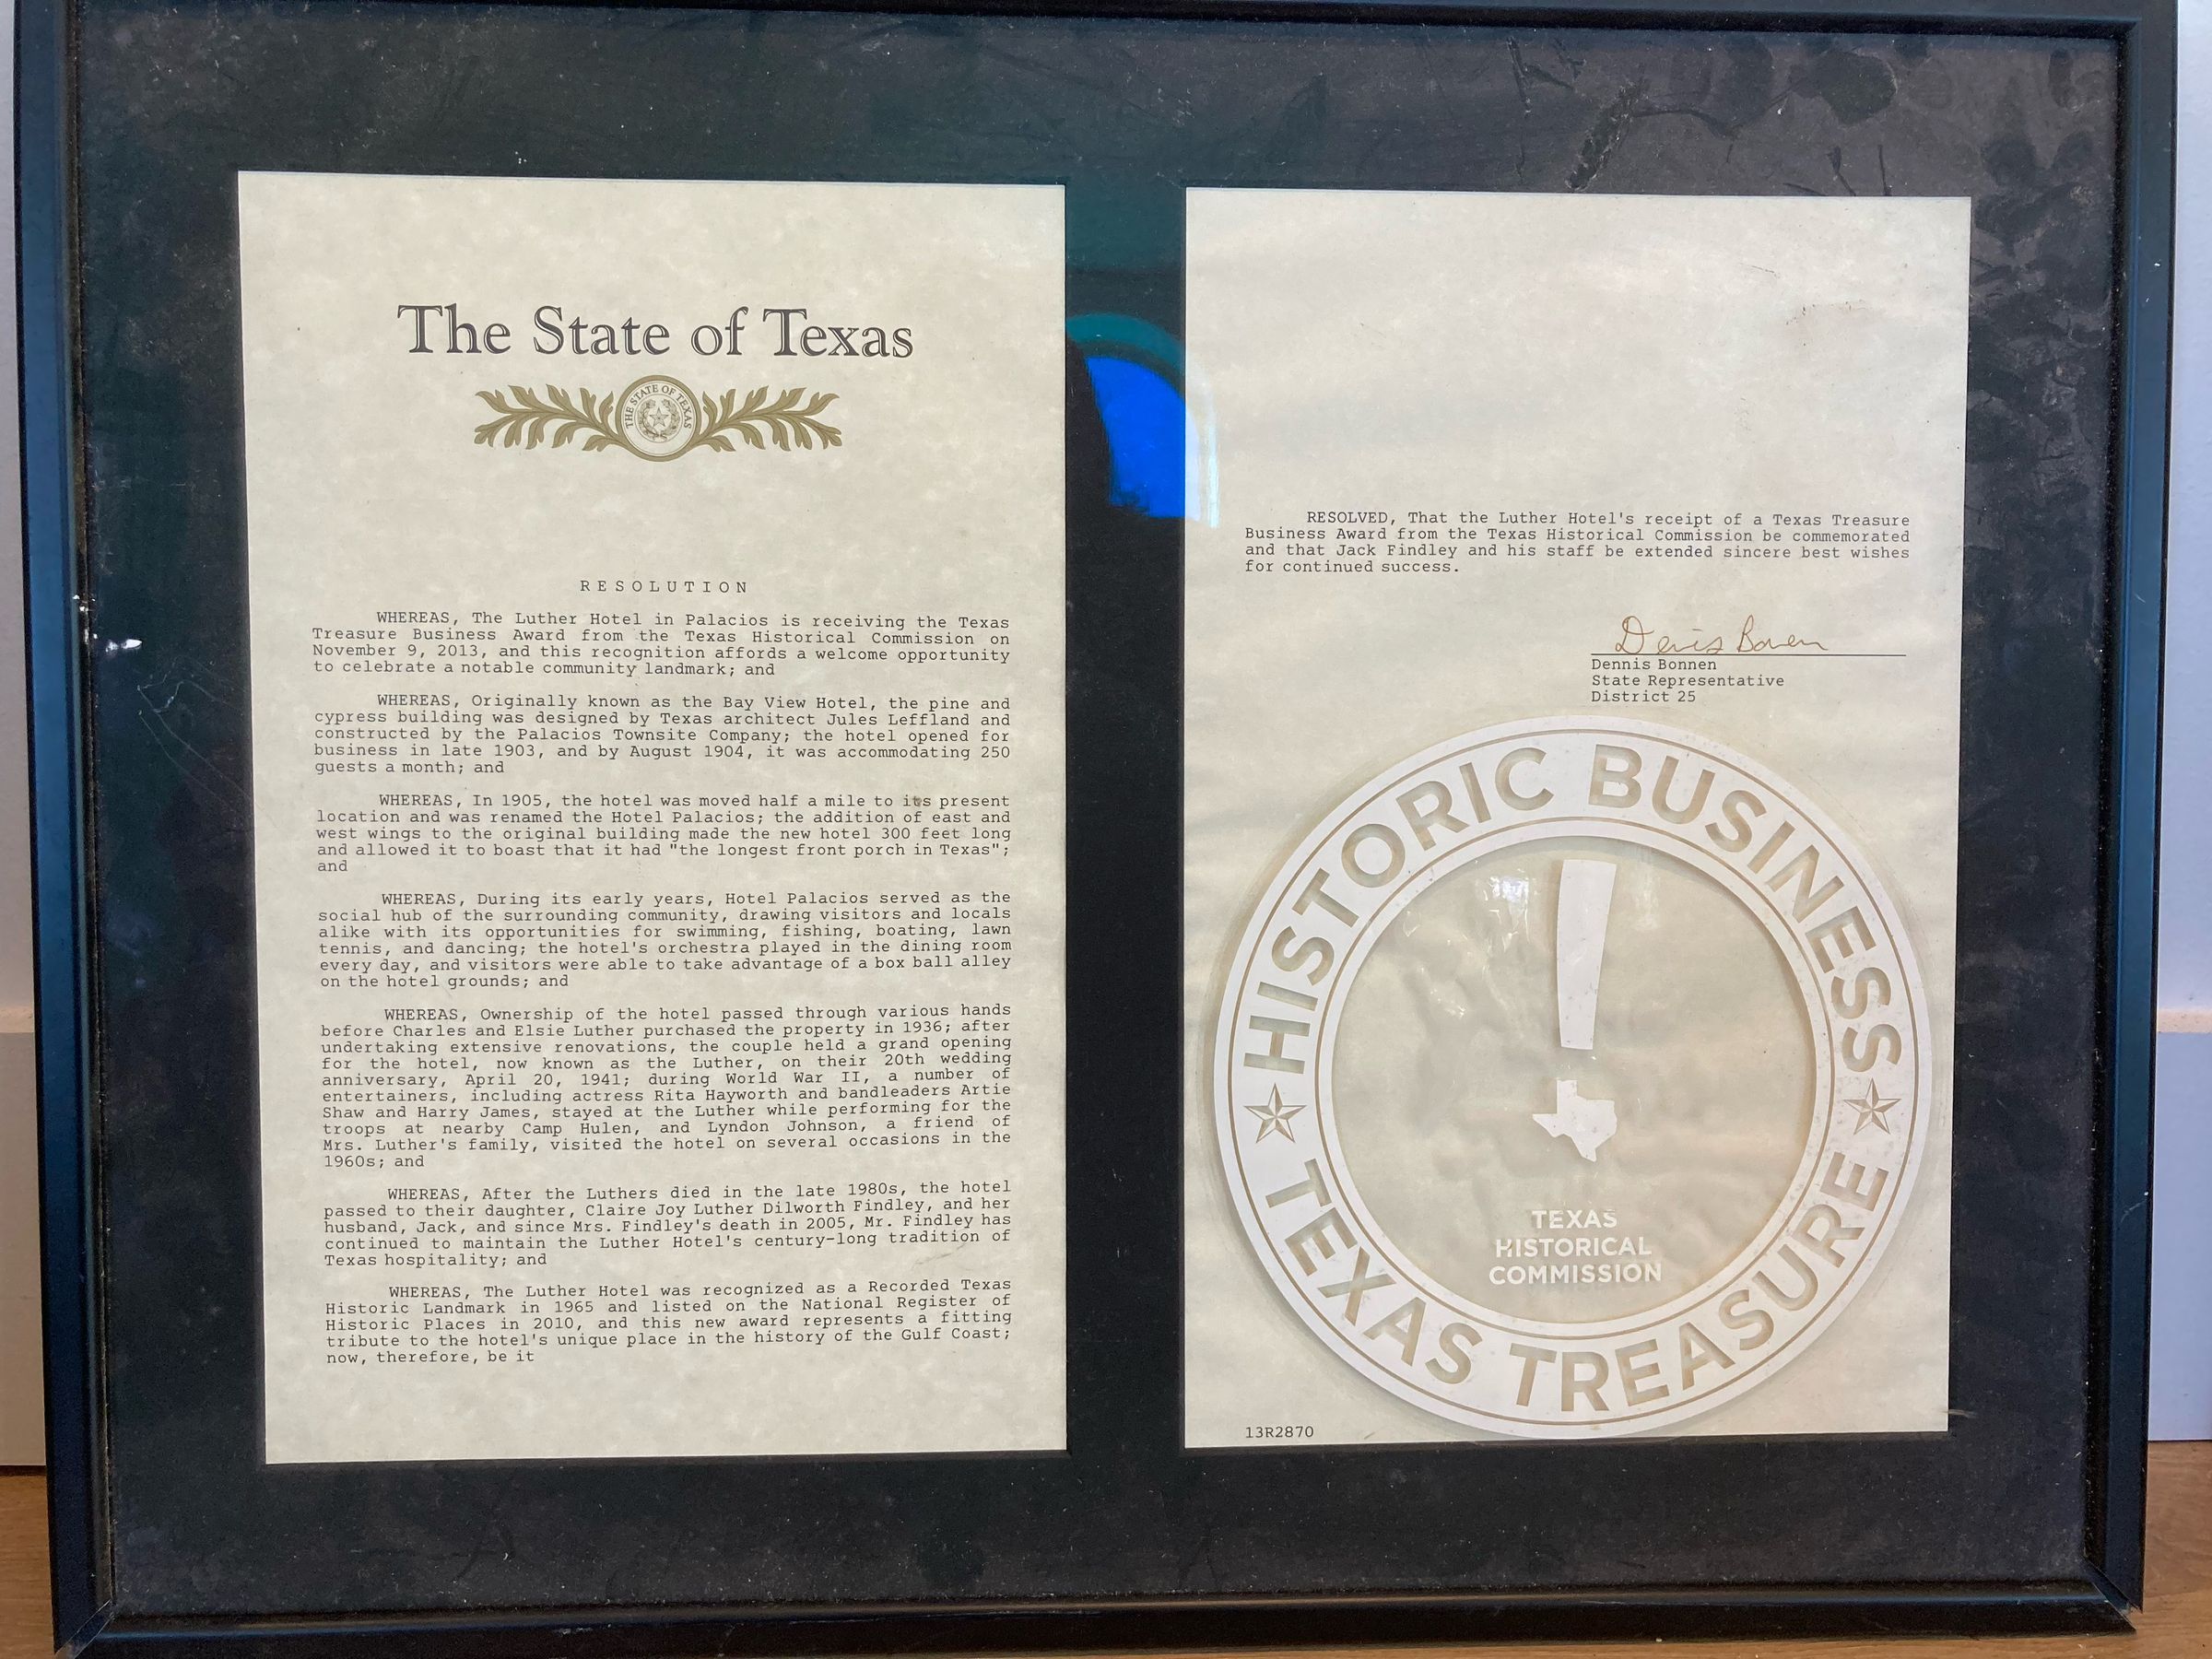 The State of Texas
THE STATE OF TEXAS
RESOLUTION
WHEREAS, The Luther Hotel in Palacios is receiving the Texas
Treasure Business Award from the Texas Historical Commission on
November 9, 2013, and this recognition affords a welcome opportunity
to celebrate a notable community landmark; and
WHEREAS, Originally known as the Bay View Hotel, the pine and
cypress building was designed by Texas architect Jules Leffland and
constructed by the Palacios Townsite Company; the hotel opened for
business in late 1903, and by August 1904, it was accommodating 250
guests a month; and
WHEREAS, In 1905, the hotel was moved half a mile to its present
location and was renamed the Hotel Palacios; the addition of east and
west wings to the original building made the new hotel 300 feet long
and allowed it to boast that it had "the longest front porch in Texas";
and
WHEREAS, During its early years, Hotel Palacios served as the
social hub of the surrounding community, drawing visitors and locals
alike with its opportunities for swimming, fishing, boating, lawn
tennis, and dancing; the hotel's orchestra played in the dining room
every day, and visitors were able to take advantage of a box ball alley
on the hotel grounds; and
WHEREAS, Ownership of the hotel passed through various hands
before Charles and Elsie Luther purchased the property in 1936; after
undertaking extensive renovations, the couple held a grand opening
for the hotel, now known as the Luther, on their 20th wedding
anniversary, April 20, 1941; during World War II, a number of
entertainers, including actress Rita Hayworth and bandleaders Artie
Shaw and Harry James, stayed at the Luther while performing for the
troops at nearby Camp Hulen, and Lyndon Johnson, a friend of
Mrs. Luther's family, visited the hotel on several occasions in the
1960s; and
WHEREAS, After the Luthers died in the late 1980s, the hotel
passed to their daughter, Claire Joy Luther Dilworth Findley, and her
husband, Jack, and since Mrs. Findley's death in 2005, Mr. Findley has
continued to maintain the Luther Hotel's century-long tradition of
Texas hospitality; and
WHEREAS, The Luther Hotel was recognized as a Recorded Texas
Historic Landmark in 1965 and listed on the National Register of
Historic Places in 2010, and this new award represents a fitting
tribute to the hotel's unique place in the history of the Gulf Coast;
now, therefore, be it
RESOLVED, That the Luther Hotel's receipt of a Texas Treasure
Business Award from the Texas Historical Commission be commemorated
and that Jack Findley and his staff be extended sincere best wishes
for continued success.
Dennis Bonnen
Dennis Bonnen
State Representative
District 25
HISTORIC BUSINESS
TEXAS TREASURE
!
TEXAS
HISTORICAL
COMMISSION
13R2870